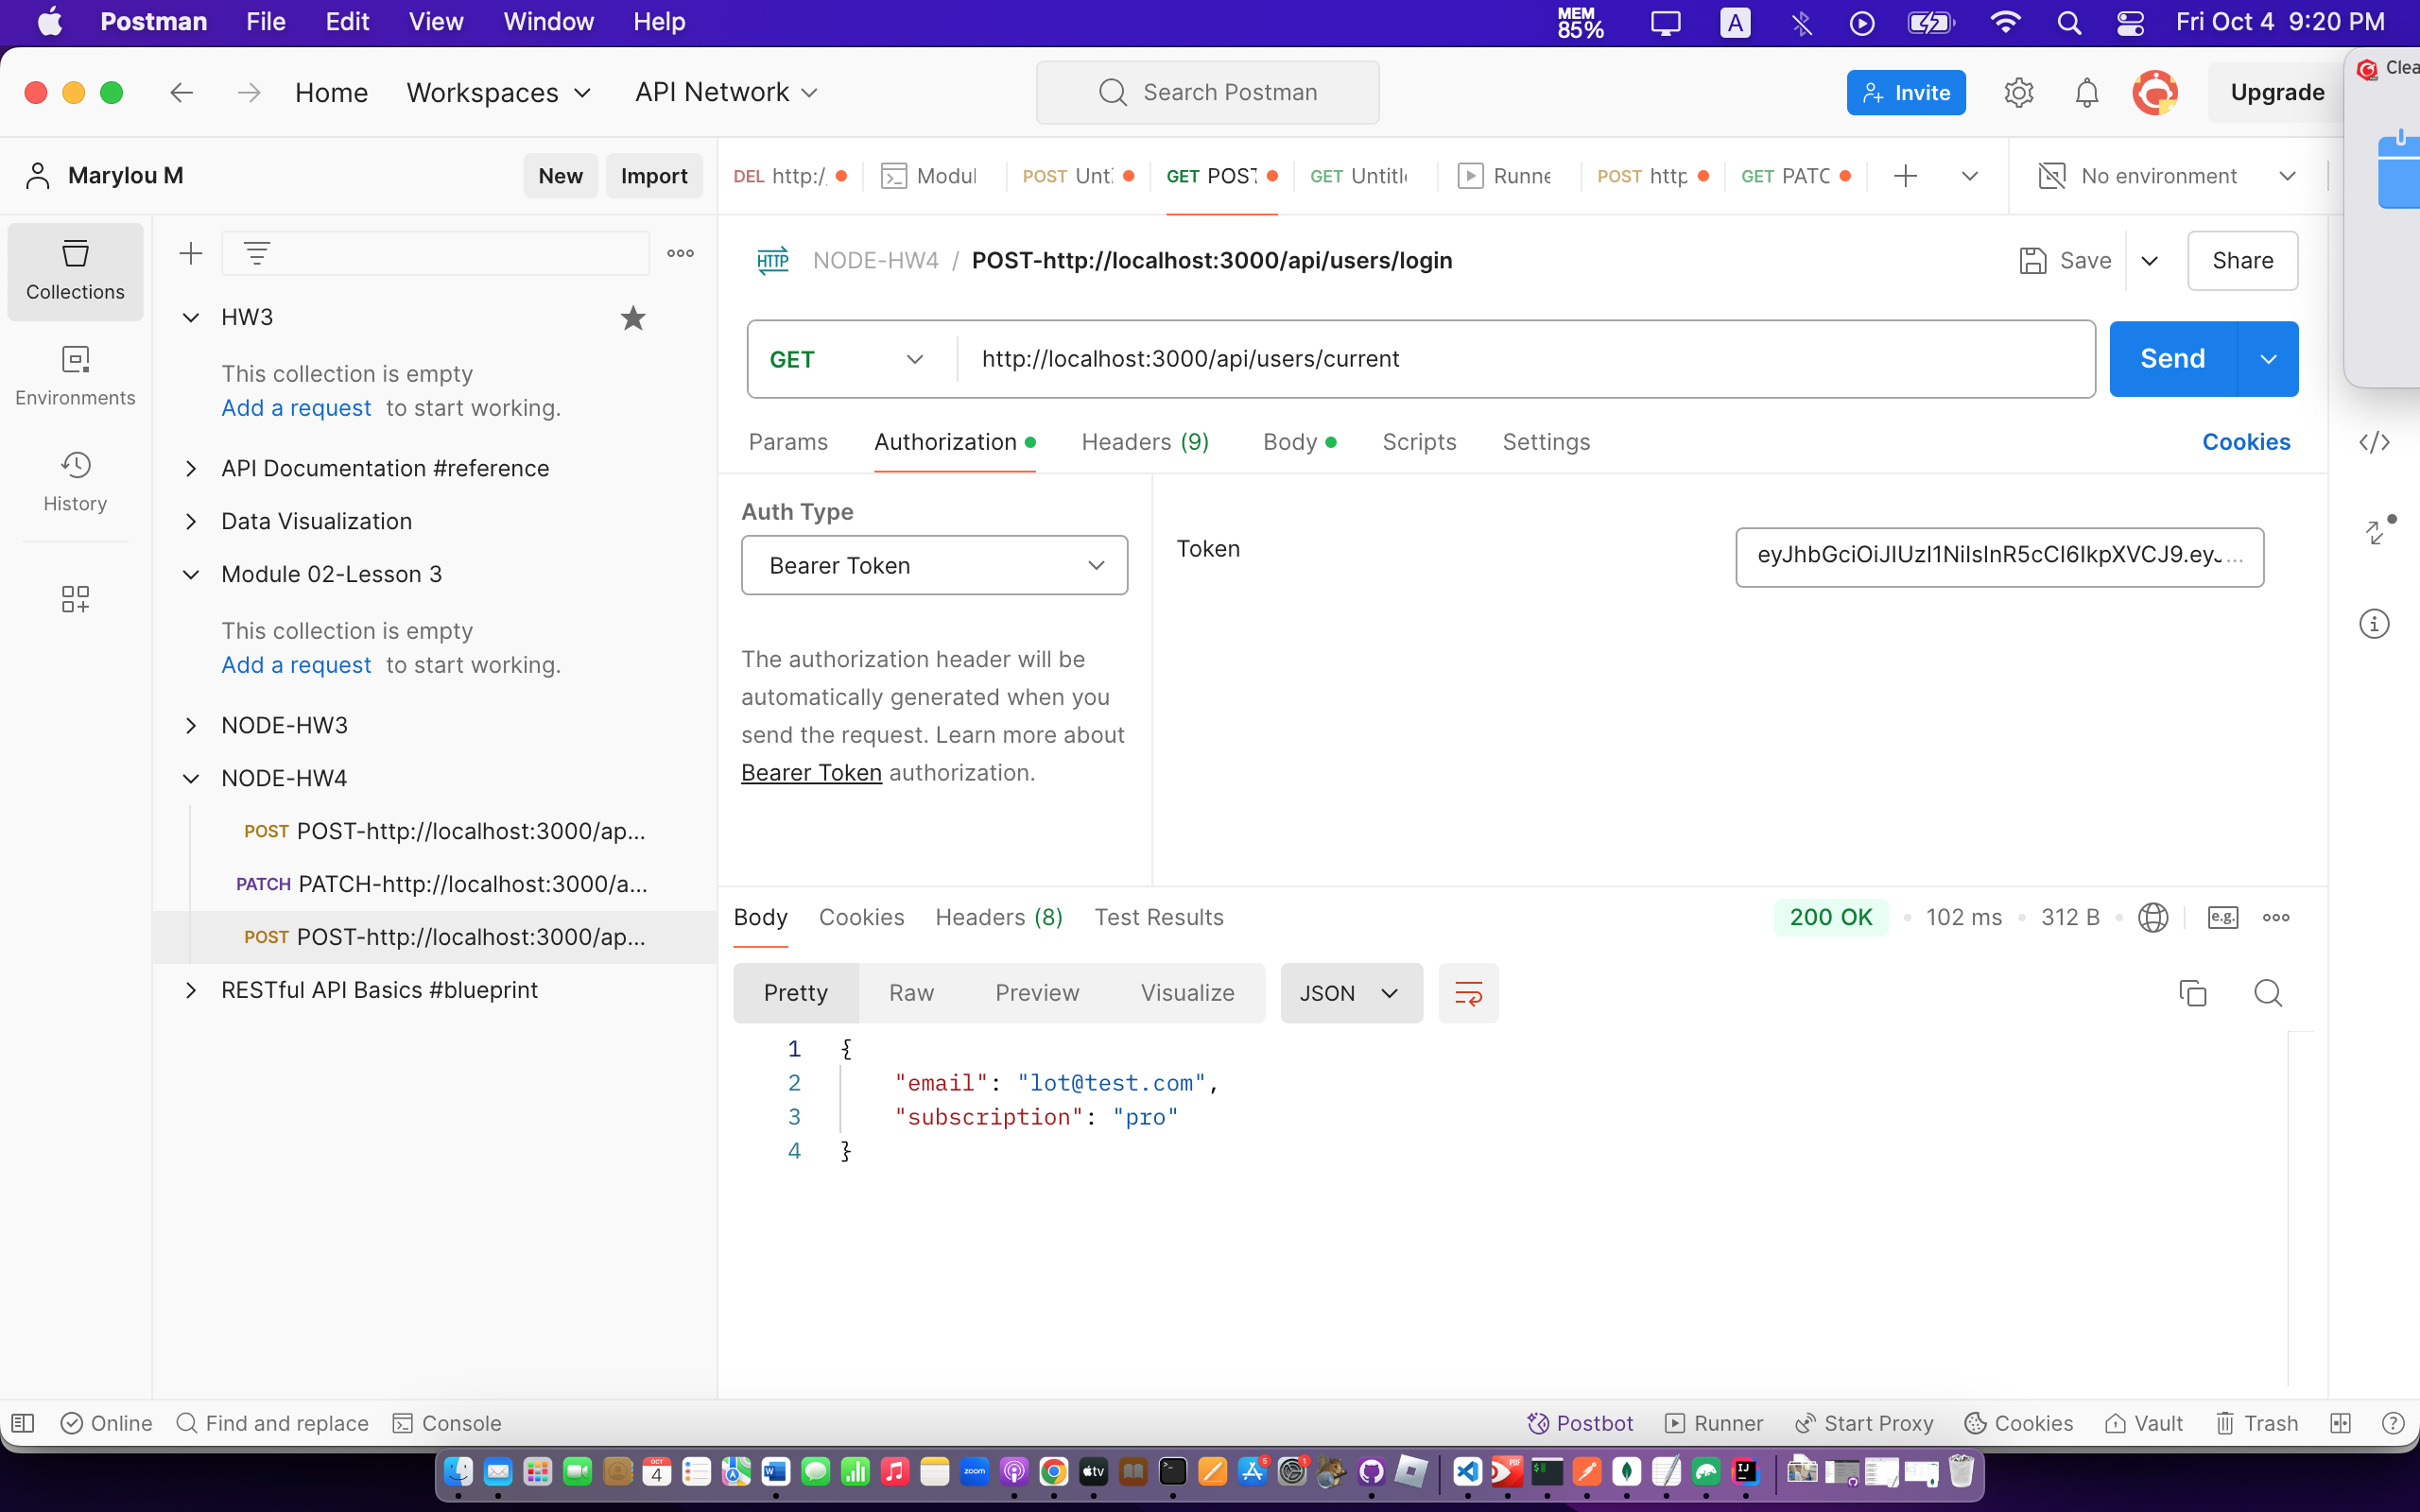 Postman File Edit View Window Help
MEM 85% A Fri Oct 4 9:20 PM
Home Workspaces API Network Search Postman Invite Upgrade
Clea
Marylou M New Import
DEL http:/ Modul POST Unti GET POST GET Untitle Runne POST http GET PATC No environment
Collections
Environments
History
HW3
This collection is empty
Add a request to start working.
API Documentation #reference
Data Visualization
Module 02-Lesson 3
This collection is empty
Add a request to start working.
NODE-HW3
NODE-HW4
POST POST-http://localhost:3000/ap...
PATCH PATCH-http://localhost:3000/a...
POST POST-http://localhost:3000/ap...
RESTful API Basics #blueprint
HTTP NODE-HW4 / POST-http://localhost:3000/api/users/login Save Share
GET http://localhost:3000/api/users/current Send
Params Authorization Headers (9) Body Scripts Settings Cookies
Auth Type
Bearer Token
Token
The authorization header will be
automatically generated when you
send the request. Learn more about
Bearer Token authorization.
Body Cookies Headers (8) Test Results 200 OK 102 ms 312 B e.g.
Pretty Raw Preview Visualize JSON
1 {
2 "email": "lot@test.com",
3 "subscription": "pro"
4 }
Online Find and replace Console Postbot Runner Start Proxy Cookies Vault Trash
OCT 4 zoom tv PDF IJ